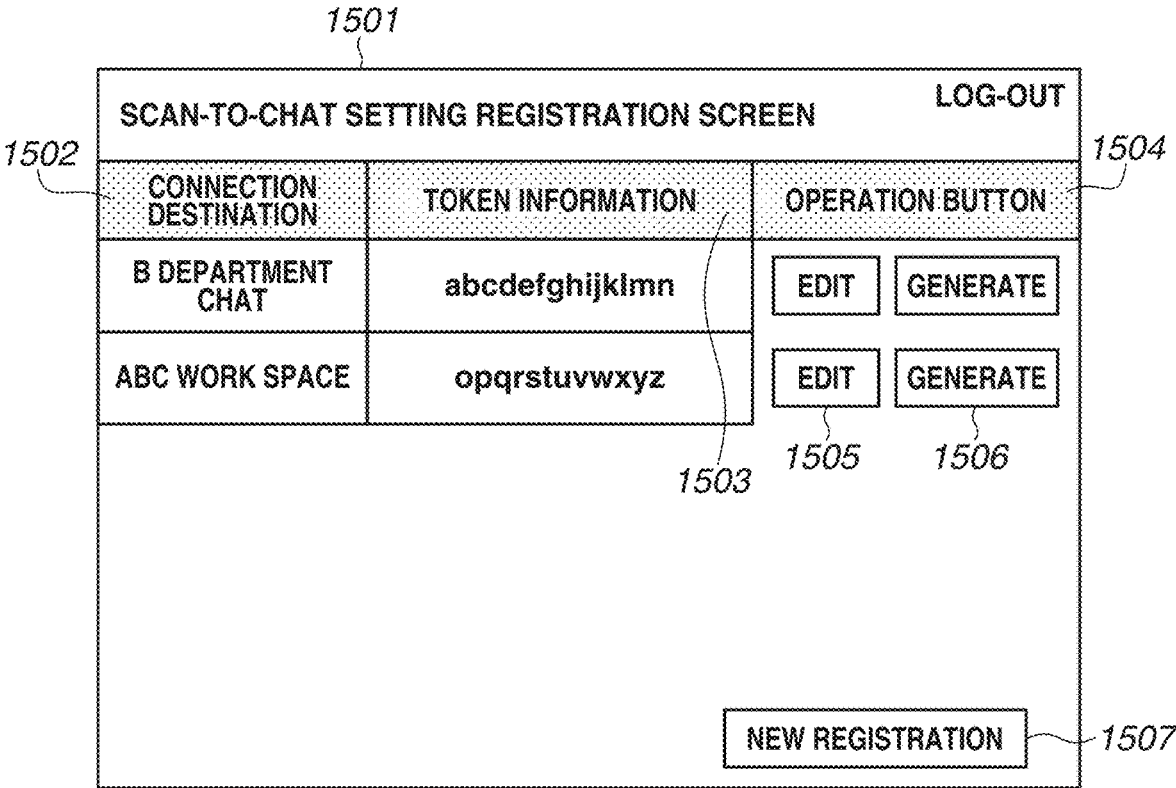 1501
LOG-OUT
SCAN-TO-CHAT SETTING REGISTRATION SCREEN
1502
1504
CONNECTION
DESTINATION
TOKEN INFORMATION
OPERATION BUTTON
B DEPARTMENT
CHAT
abcdefghijklmn
EDIT
GENERATE
ABC WORK SPACE
opqrstuvwxyz
EDIT
GENERATE
1503
1505
1506
NEW REGISTRATION
1507